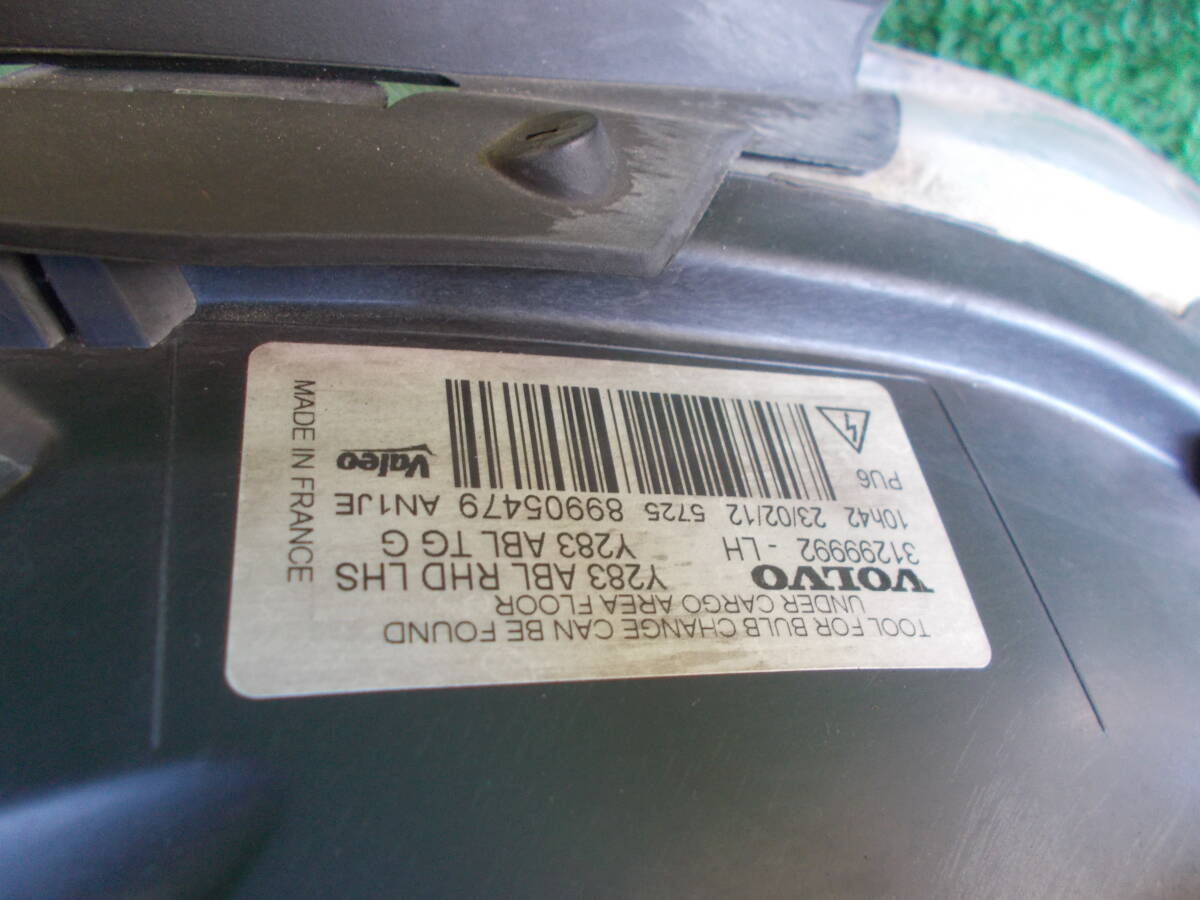 TOOL FOR BULB CHANGE CAN BE FOUND
UNDER CARGO AREA FLOOR
VOLVO Y283 ABL RHD LHS
31299992 - LH Y283 ABL TG G
10h42 23/02/12 5725 89905479 AN1JE
PU6
Valeo
MADE IN FRANCE